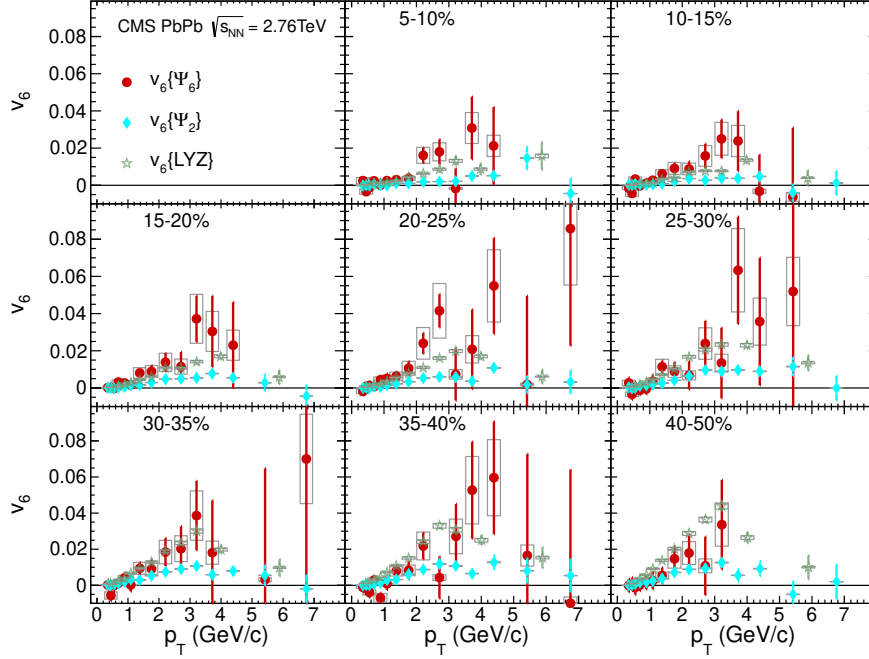 CMS PbPb √s_NN = 2.76TeV
v₆{Ψ₆}
v₆{Ψ₂}
v₆{LYZ}
5-10%
10-15%
v₆
0.08
0.06
0.04
0.02
0
15-20%
20-25%
25-30%
v₆
0.08
0.06
0.04
0.02
0
30-35%
35-40%
40-50%
v₆
0.08
0.06
0.04
0.02
0
0 1 2 3 4 5 6 7
0 1 2 3 4 5 6 7
0 1 2 3 4 5 6 7
p_T (GeV/c)
p_T (GeV/c)
p_T (GeV/c)